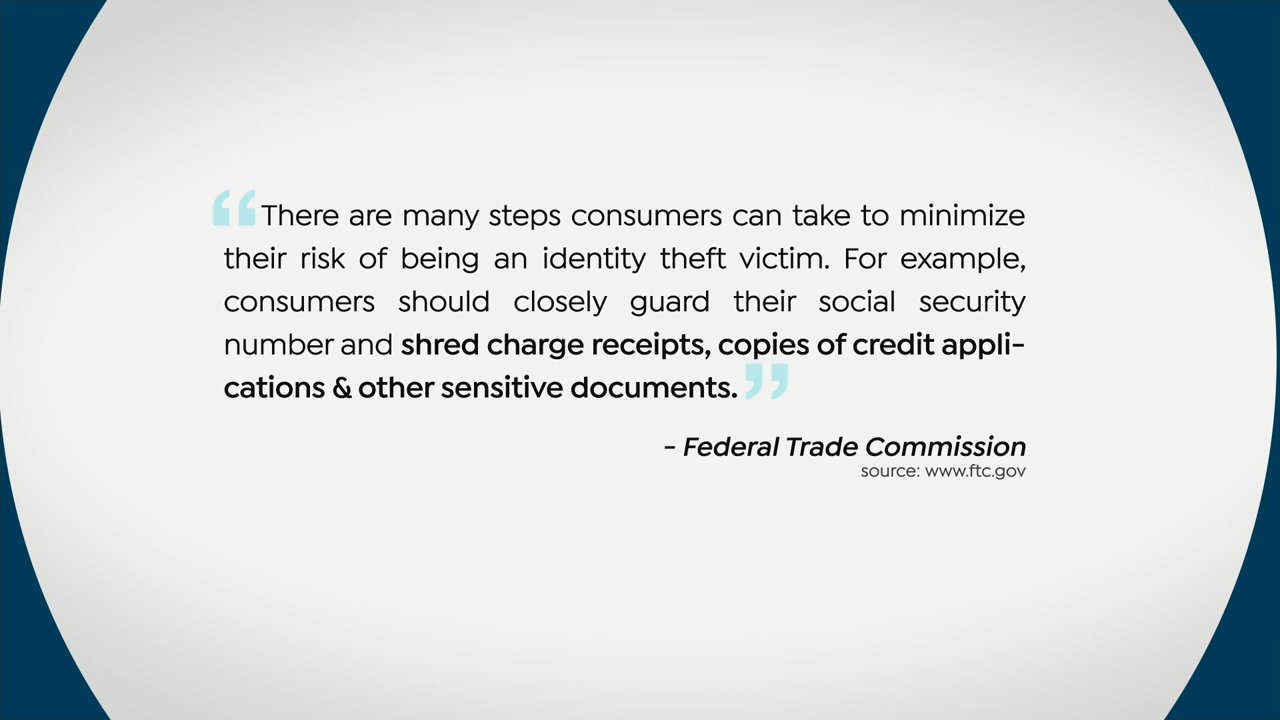 “There are many steps consumers can take to minimize
their risk of being an identity theft victim. For example,
consumers should closely guard their social security
number and shred charge receipts, copies of credit appli-
cations & other sensitive documents.”
- Federal Trade Commission
source: www.ftc.gov